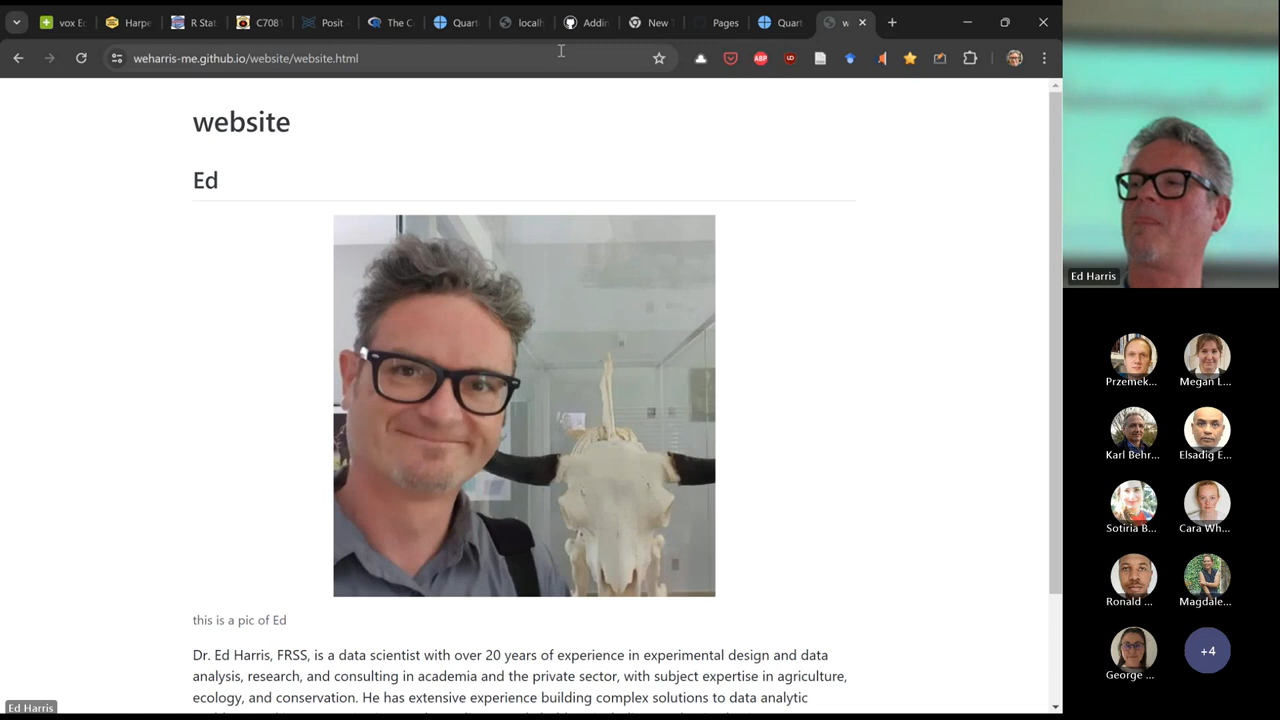 vox Ec
Harpe
R Stat
C7081
Posit
The C
Quart
localh
Addin
New T
Pages
Quart
w
weharris-me.github.io/website/website.html
ABP
website
Ed
this is a pic of Ed
Dr. Ed Harris, FRSS, is a data scientist with over 20 years of experience in experimental design and data
analysis, research, and consulting in academia and the private sector, with subject expertise in agriculture,
ecology, and conservation. He has extensive experience building complex solutions to data analytic
Ed Harris
Ed Harris
Przemek...
Megan L...
Karl Behr...
Elsadig E...
Sotiria B...
Cara Wh...
Ronald ...
Magdale...
George ...
+4